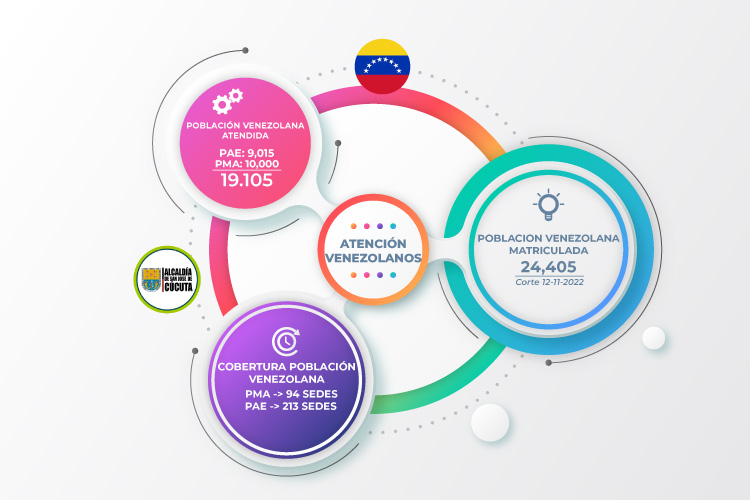 POBLACIÓN VENEZOLANA
ATENDIDA
PAE: 9,015
PMA: 10,000
19.105
ATENCIÓN
VENEZOLANOS
POBLACION VENEZOLANA
MATRICULADA
24,405
Corte 12-11-2022
ALCALDÍA
DE SAN JOSÉ DE
CÚCUTA
COBERTURA POBLACIÓN
VENEZOLANA
PMA -> 94 SEDES
PAE -> 213 SEDES